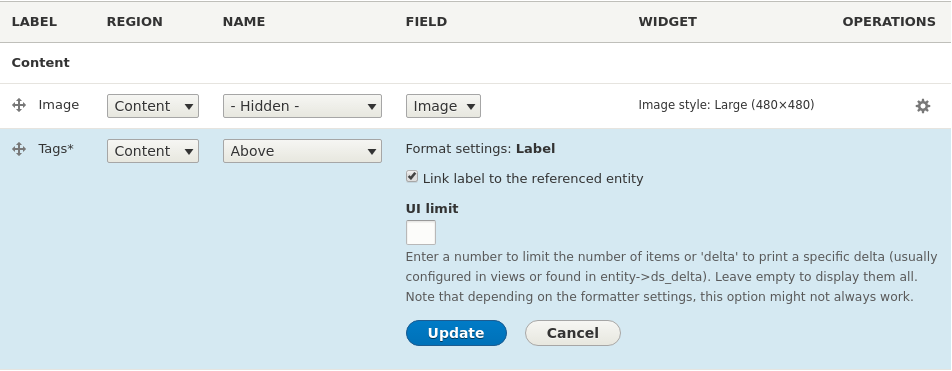 LABEL REGION NAME FIELD WIDGET OPERATIONS
Content
Image Content - Hidden - Image Image style: Large (480×480)
Tags* Content Above Format settings: Label
Link label to the referenced entity
UI limit
Enter a number to limit the number of items or 'delta' to print a specific delta (usually
configured in views or found in entity->ds_delta). Leave empty to display them all.
Note that depending on the formatter settings, this option might not always work.
Update Cancel